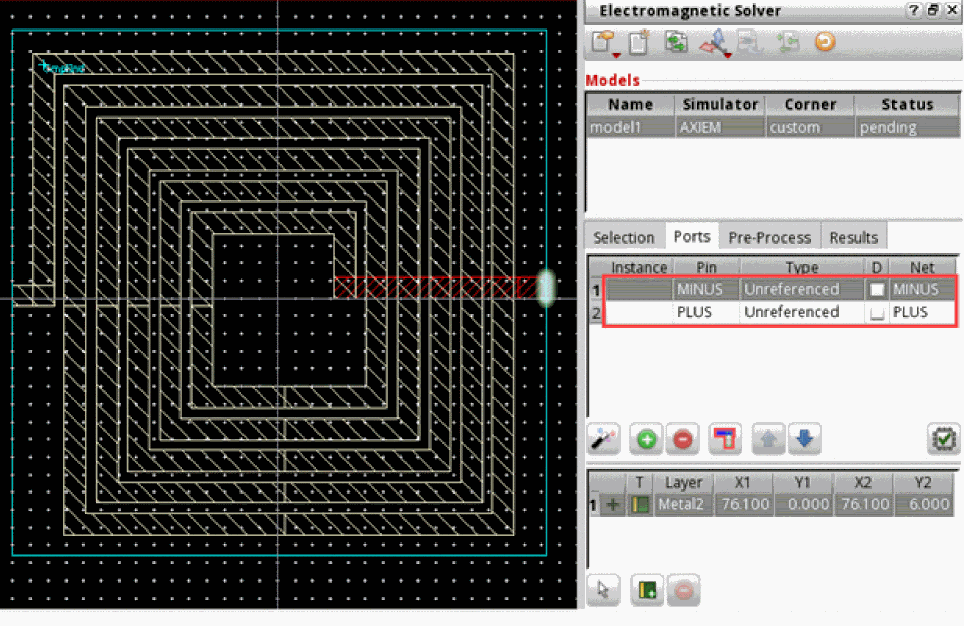 Electromagnetic Solver
Models
Name Simulator Corner Status
model1 AXIEM custom pending
Selection Ports Pre-Process Results
Instance Pin Type D Net
1 MINUS Unreferenced MINUS
2 PLUS Unreferenced PLUS
T Layer X1 Y1 X2 Y2
1 Metal2 76.100 0.000 76.100 6.000